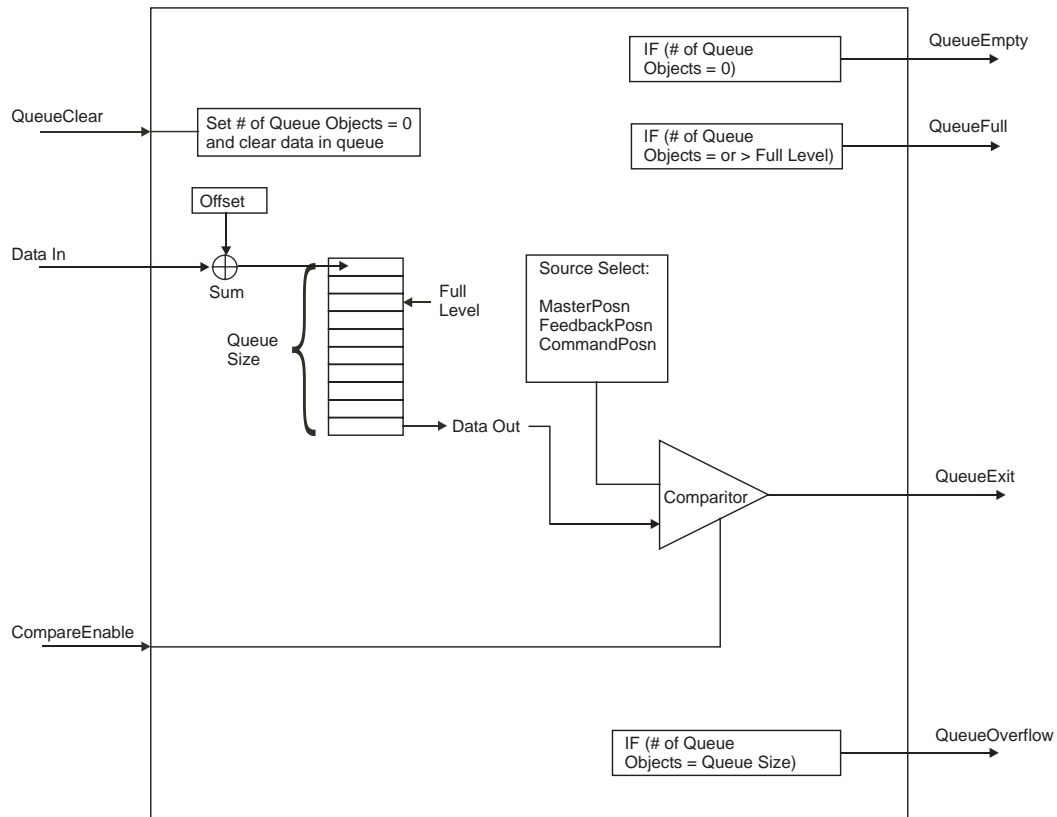 QueueEmpty
IF (# of Queue
Objects = 0)
QueueClear
Set # of Queue Objects = 0
and clear data in queue
QueueFull
IF (# of Queue
Objects = or > Full Level)
Offset
Data In
Sum
Source Select:
MasterPosn
FeedbackPosn
CommandPosn
Full
Level
Queue
Size
Data Out
Comparitor
QueueExit
CompareEnable
QueueOverflow
IF (# of Queue
Objects = Queue Size)